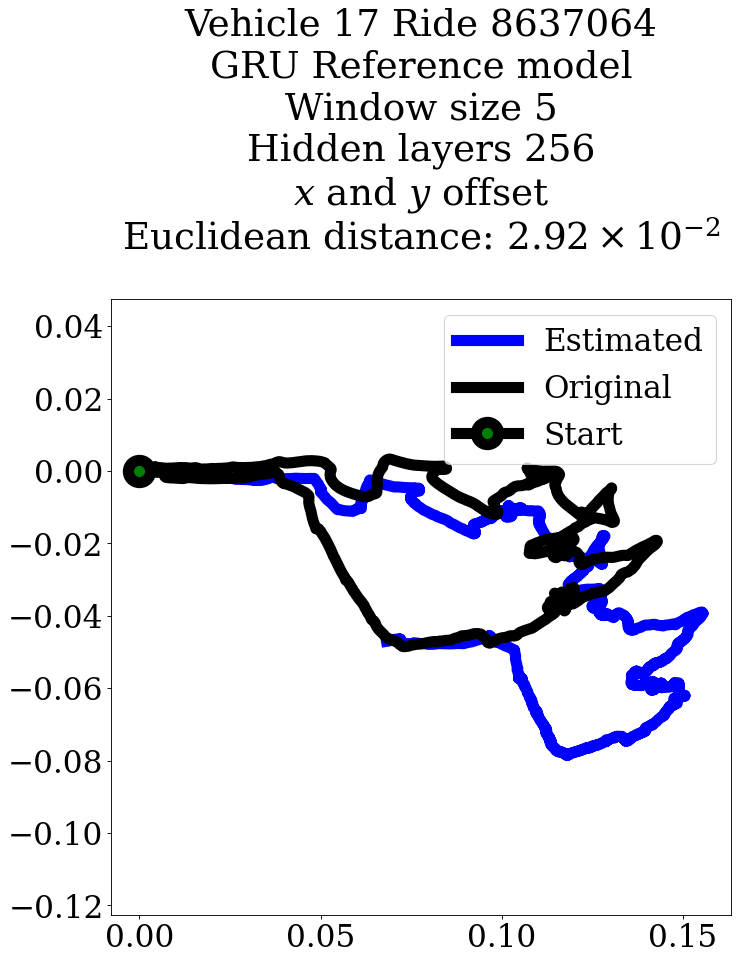 Vehicle 17 Ride 8637064
GRU Reference model
Window size 5
Hidden layers 256
x and y offset
Euclidean distance: 2.92 × 10⁻²
Estimated
Original
Start
0.04
0.02
0.00
−0.02
−0.04
−0.06
−0.08
−0.10
−0.12
0.00 0.05 0.10 0.15